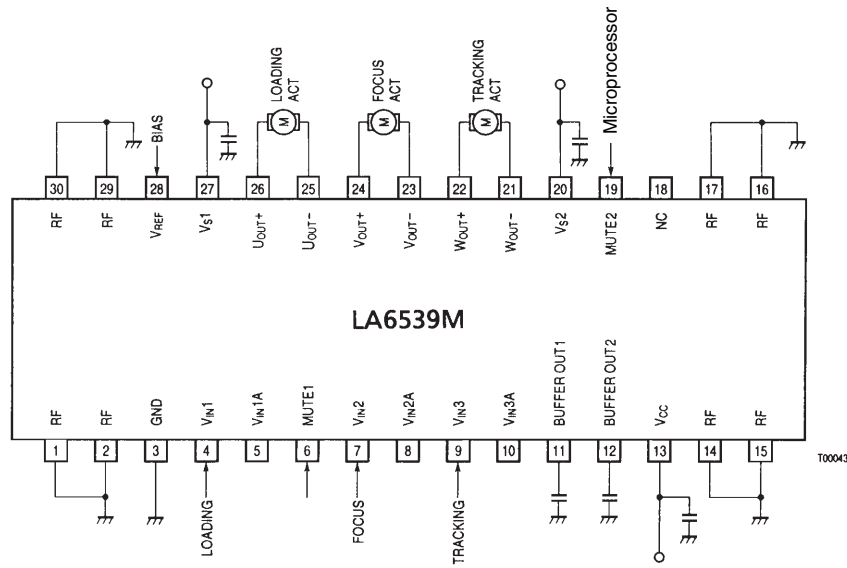 LOADING
ACT
FOCUS
ACT
TRACKING
ACT
Microprocessor
BIAS
M
M
M
30
29
28
27
26
25
24
23
22
21
20
19
18
17
16
RF
RF
VREF
VS1
UOUT+
UOUT-
VOUT+
VOUT-
WOUT+
WOUT-
VS2
MUTE2
NC
RF
RF
LA6539M
RF
RF
GND
VIN1
VIN1A
MUTE1
VIN2
VIN2A
VIN3
VIN3A
BUFFER OUT1
BUFFER OUT2
VCC
RF
RF
1
2
3
4
5
6
7
8
9
10
11
12
13
14
15
T00043
LOADING
FOCUS
TRACKING